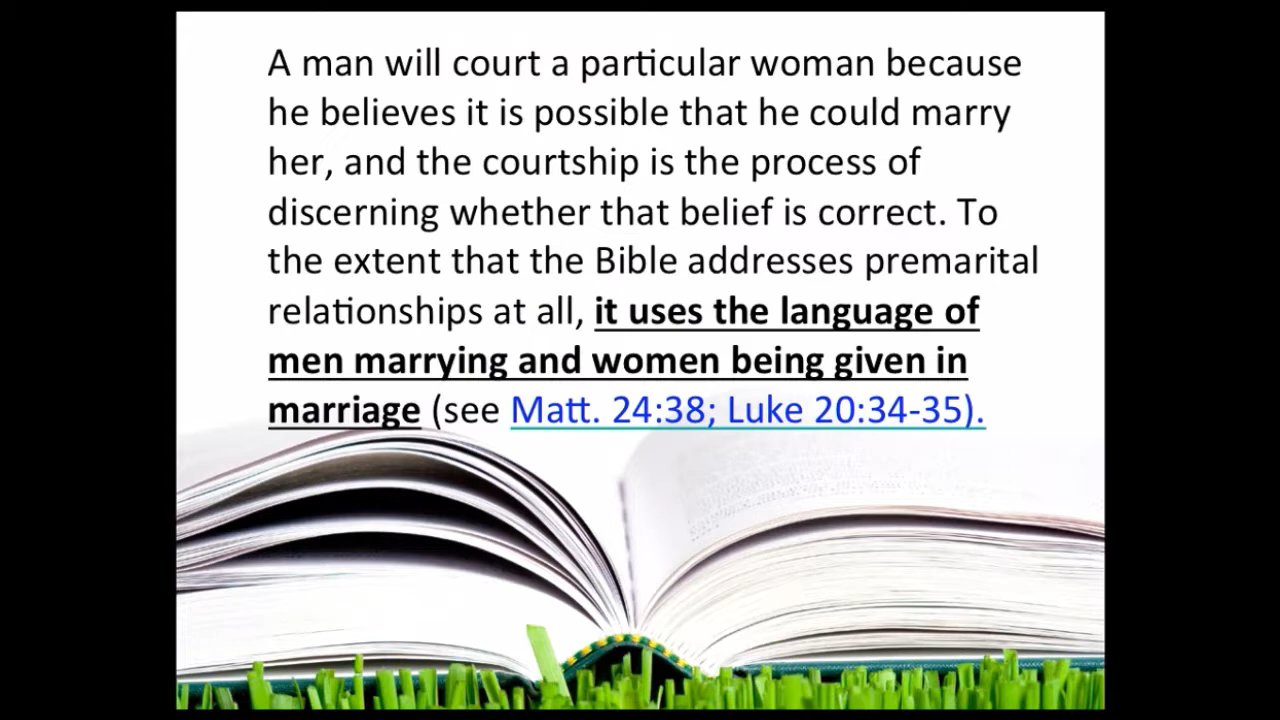 A man will court a particular woman because
he believes it is possible that he could marry
her, and the courtship is the process of
discerning whether that belief is correct. To
the extent that the Bible addresses premarital
relationships at all, it uses the language of
men marrying and women being given in
marriage (see Matt. 24:38; Luke 20:34-35).